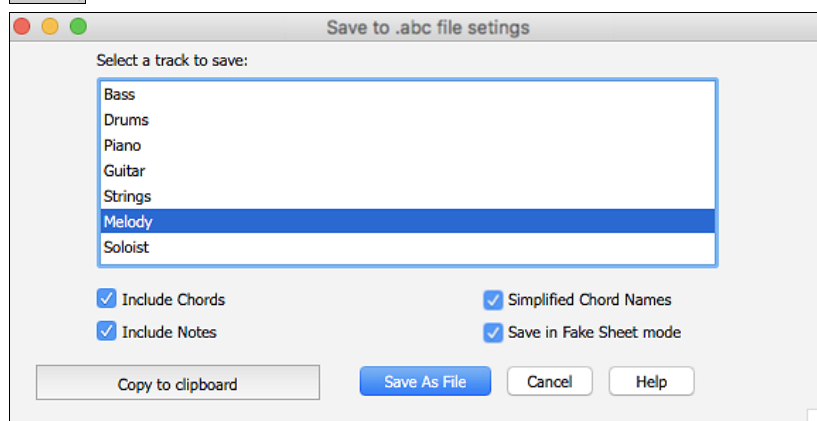 Save to .abc file setings
Select a track to save:
Bass
Drums
Piano
Guitar
Strings
Melody
Soloist
Include Chords
Simplified Chord Names
Include Notes
Save in Fake Sheet mode
Copy to clipboard
Save As File
Cancel
Help